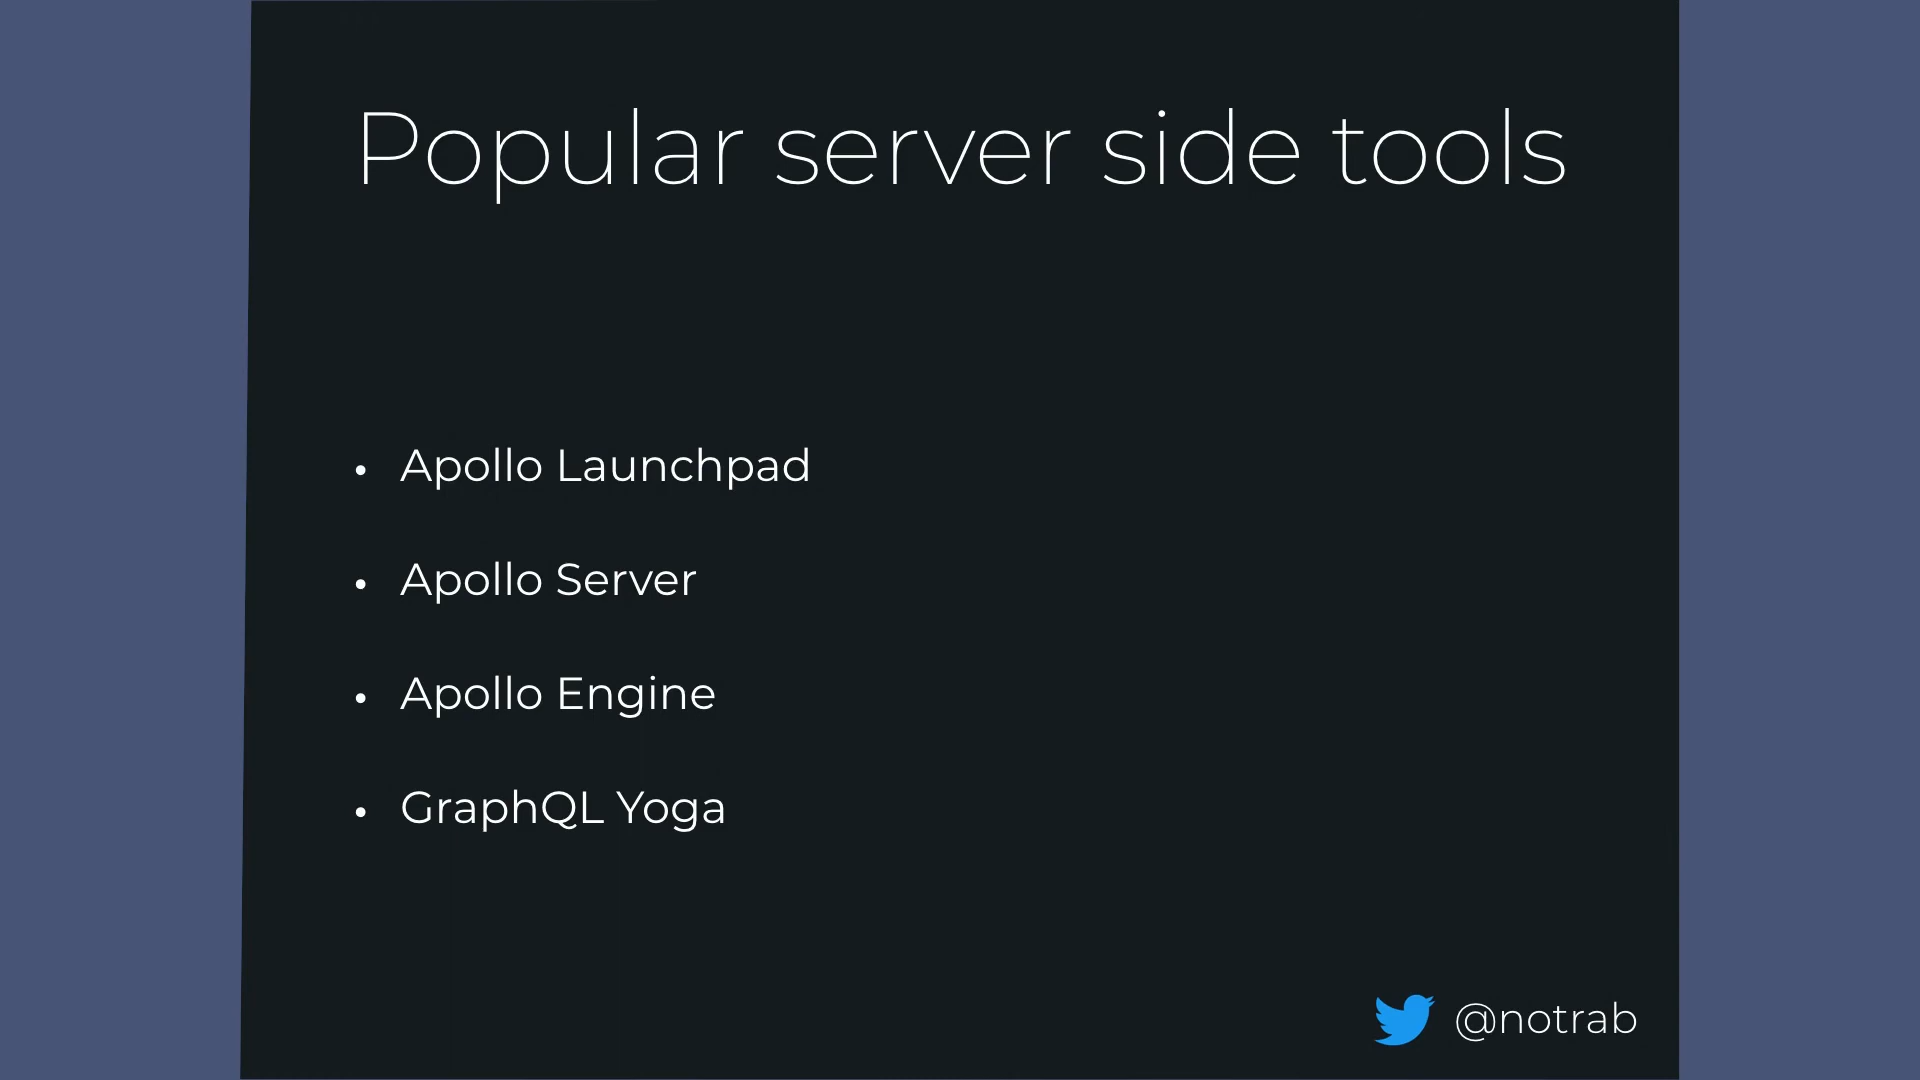 Popular server side tools
• Apollo Launchpad
• Apollo Server
• Apollo Engine
• GraphQL Yoga
@notrab